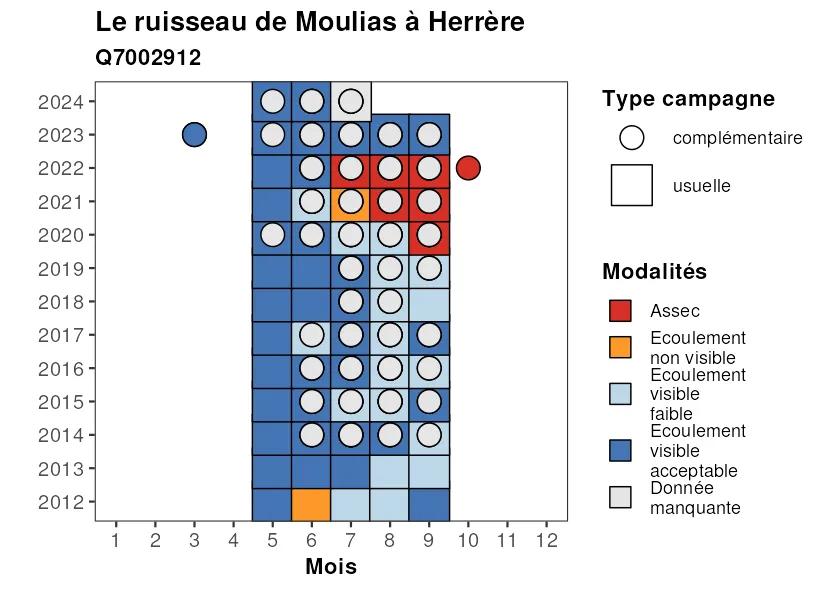 Le ruisseau de Moulias à Herrère
Q7002912
2024
2023
2022
2021
2020
2019
2018
2017
2016
2015
2014
2013
2012
1 2 3 4 5 6 7 8 9 10 11 12
Mois
Type campagne
complémentaire
usuelle
Modalités
Assec
Ecoulement
non visible
Ecoulement
visible
faible
Ecoulement
visible
acceptable
Donnée
manquante